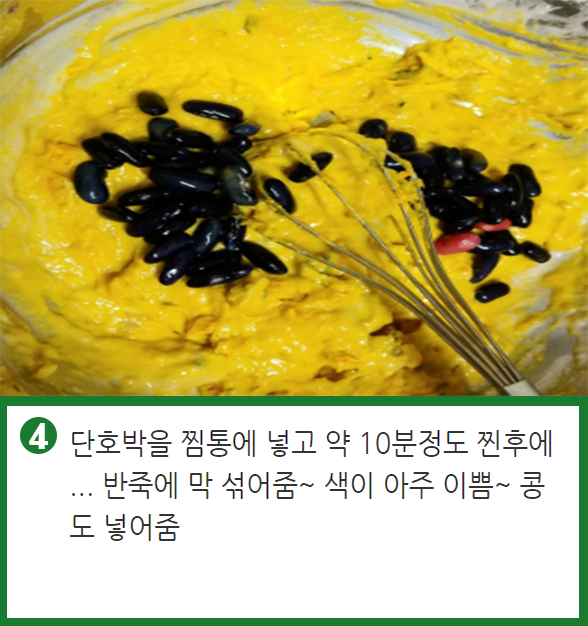 4 단호박을 찜통에 넣고 약 10분정도 찐후에
... 반죽에 막 섞어줌~ 색이 아주 이쁨~ 콩
도 넣어줌